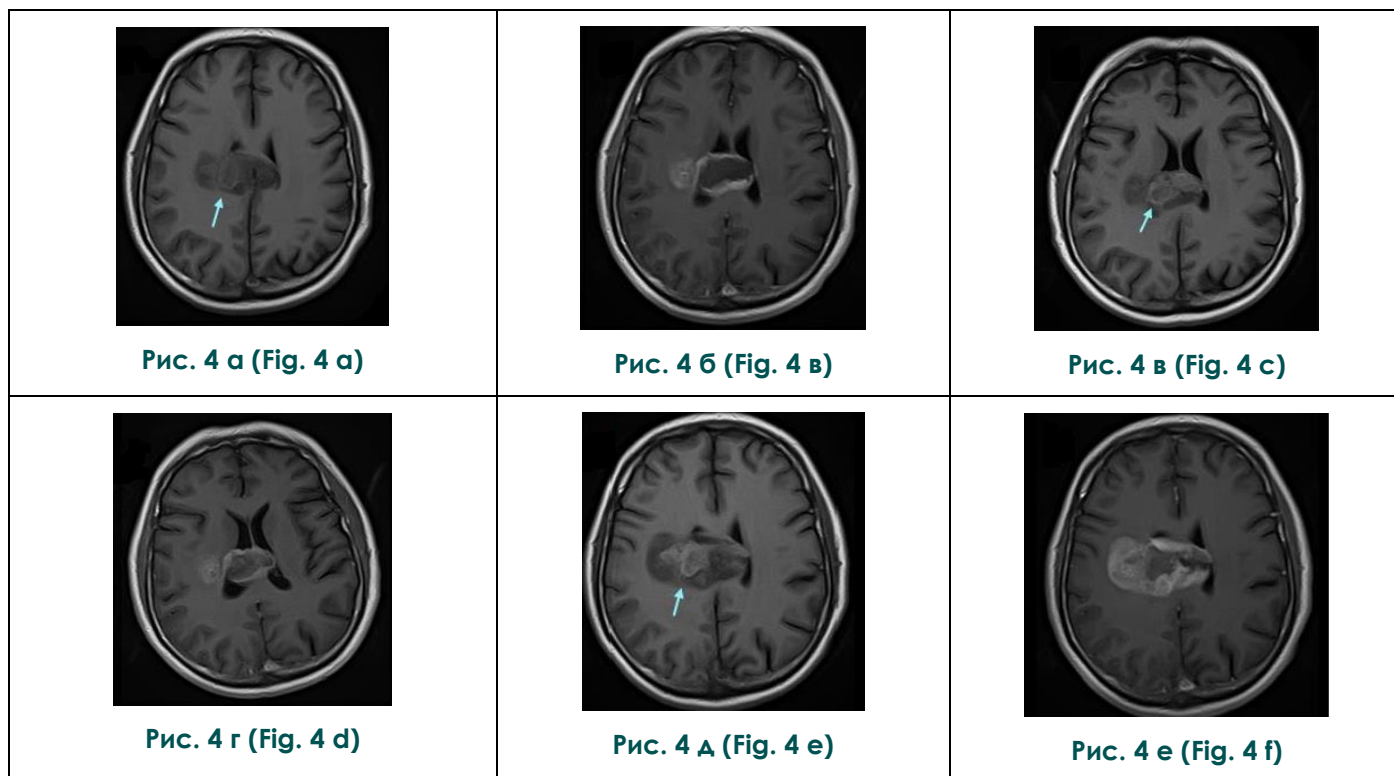 Рис. 4 а (Fig. 4 a)
Рис. 4 б (Fig. 4 в)
Рис. 4 в (Fig. 4 c)
Рис. 4 г (Fig. 4 d)
Рис. 4 д (Fig. 4 e)
Рис. 4 е (Fig. 4 f)